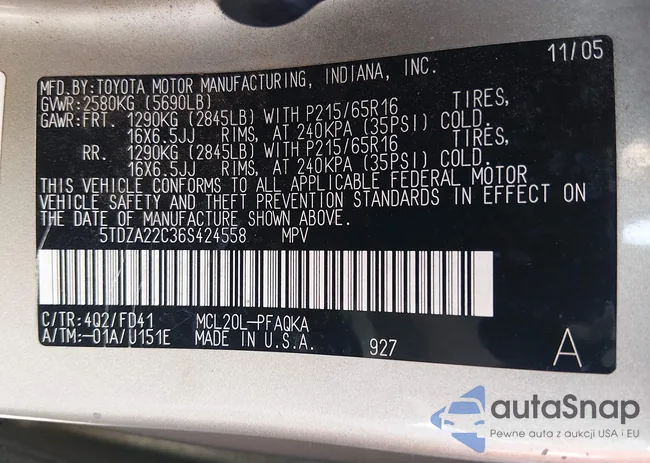 11/05
MFD.BY:TOYOTA MOTOR MANUFACTURING, INDIANA, INC.
GVWR:2580KG (5690LB)
GAWR:FRT. 1290KG (2845LB) WITH P215/65R16 TIRES,
16X6.5JJ RIMS, AT 240KPA (35PSI) COLD.
RR. 1290KG (2845LB) WITH P215/65R16 TIRES,
16X6.5JJ RIMS, AT 240KPA (35PSI) COLD.
THIS VEHICLE CONFORMS TO ALL APPLICABLE FEDERAL MOTOR
VEHICLE SAFETY AND THEFT PREVENTION STANDARDS IN EFFECT ON
THE DATE OF MANUFACTURE SHOWN ABOVE.
5TDZA22C36S424558 MPV
C/TR:4Q2/FD41 MCL20L-PFAQKA
A/TM:-01A/U151E MADE IN U.S.A. 927 A
autaSnap
Pewne auta z aukcji USA i EU